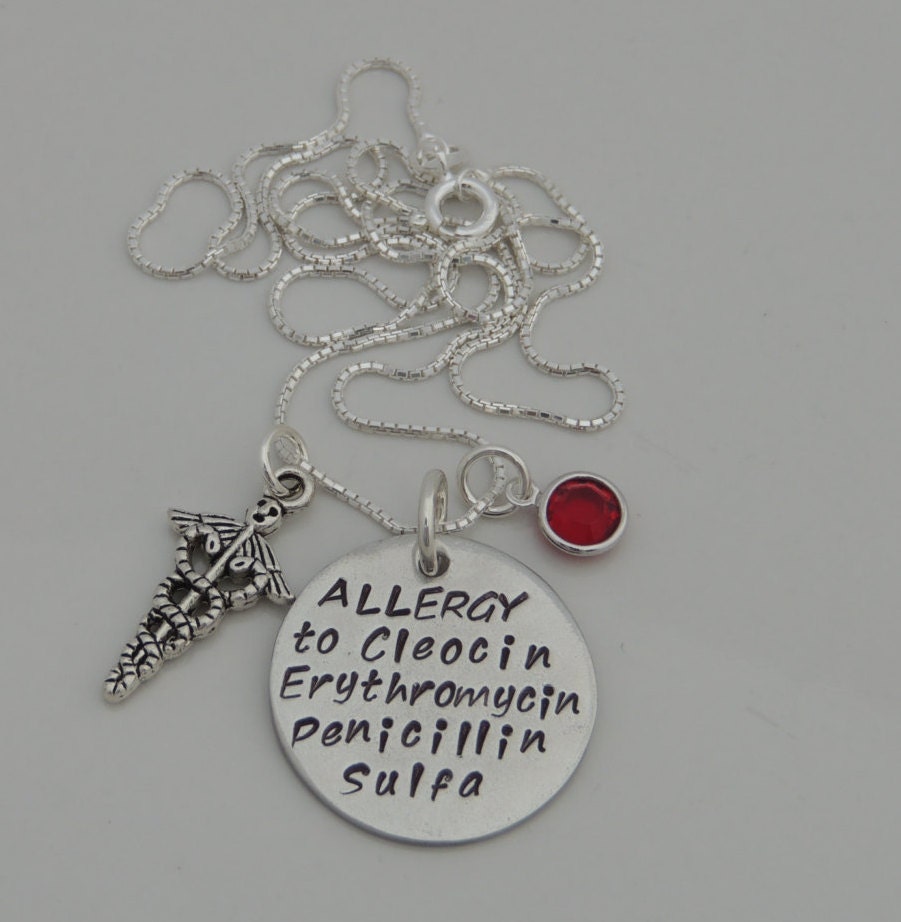 ALLERGY
to Cleocin
Erythromycin
Penicillin
Sulfa